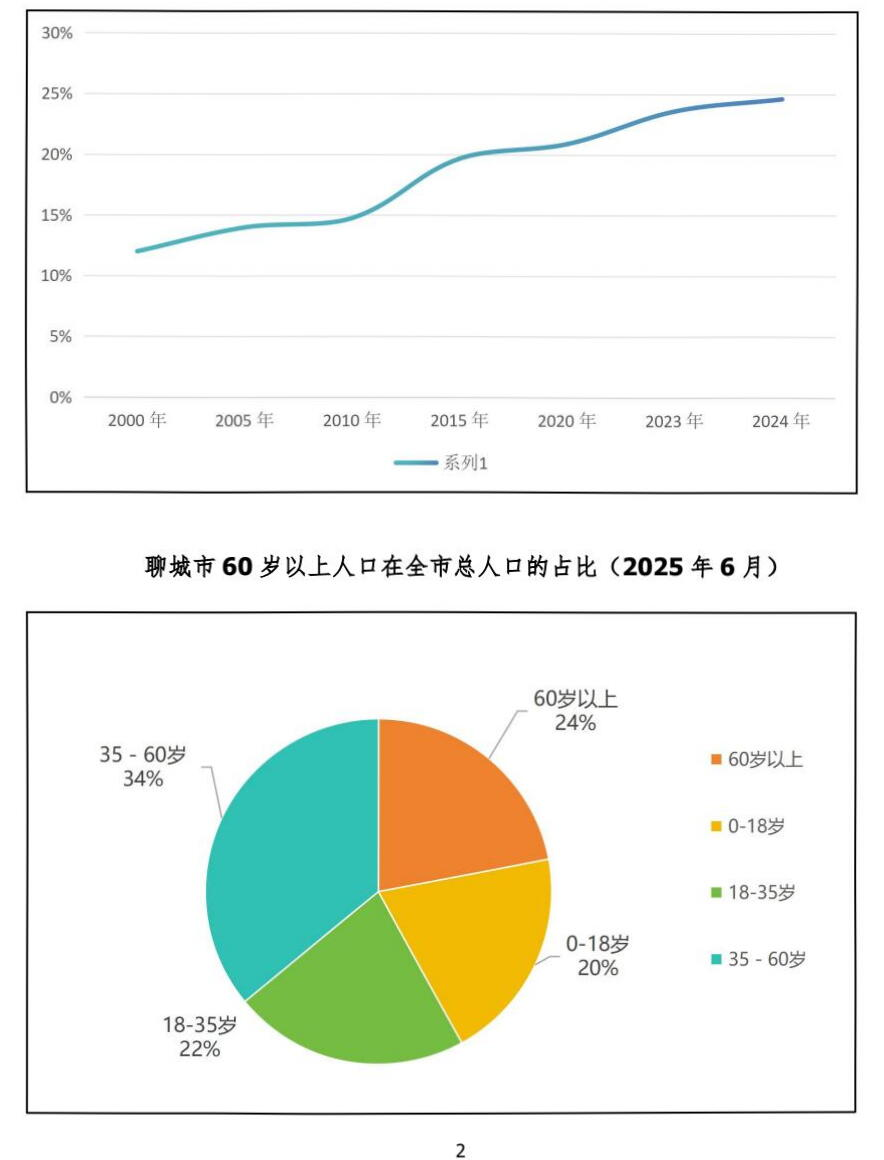 30%
25%
20%
15%
10%
5%
0%
2000 年 2005 年 2010 年 2015 年 2020 年 2023 年 2024 年
系列1
聊城市 60 岁以上人口在全市总人口的占比（2025 年 6 月）
60岁以上
24%
35 - 60岁
34%
60岁以上
0-18岁
18-35岁
35 - 60岁
0-18岁
20%
18-35岁
22%
2